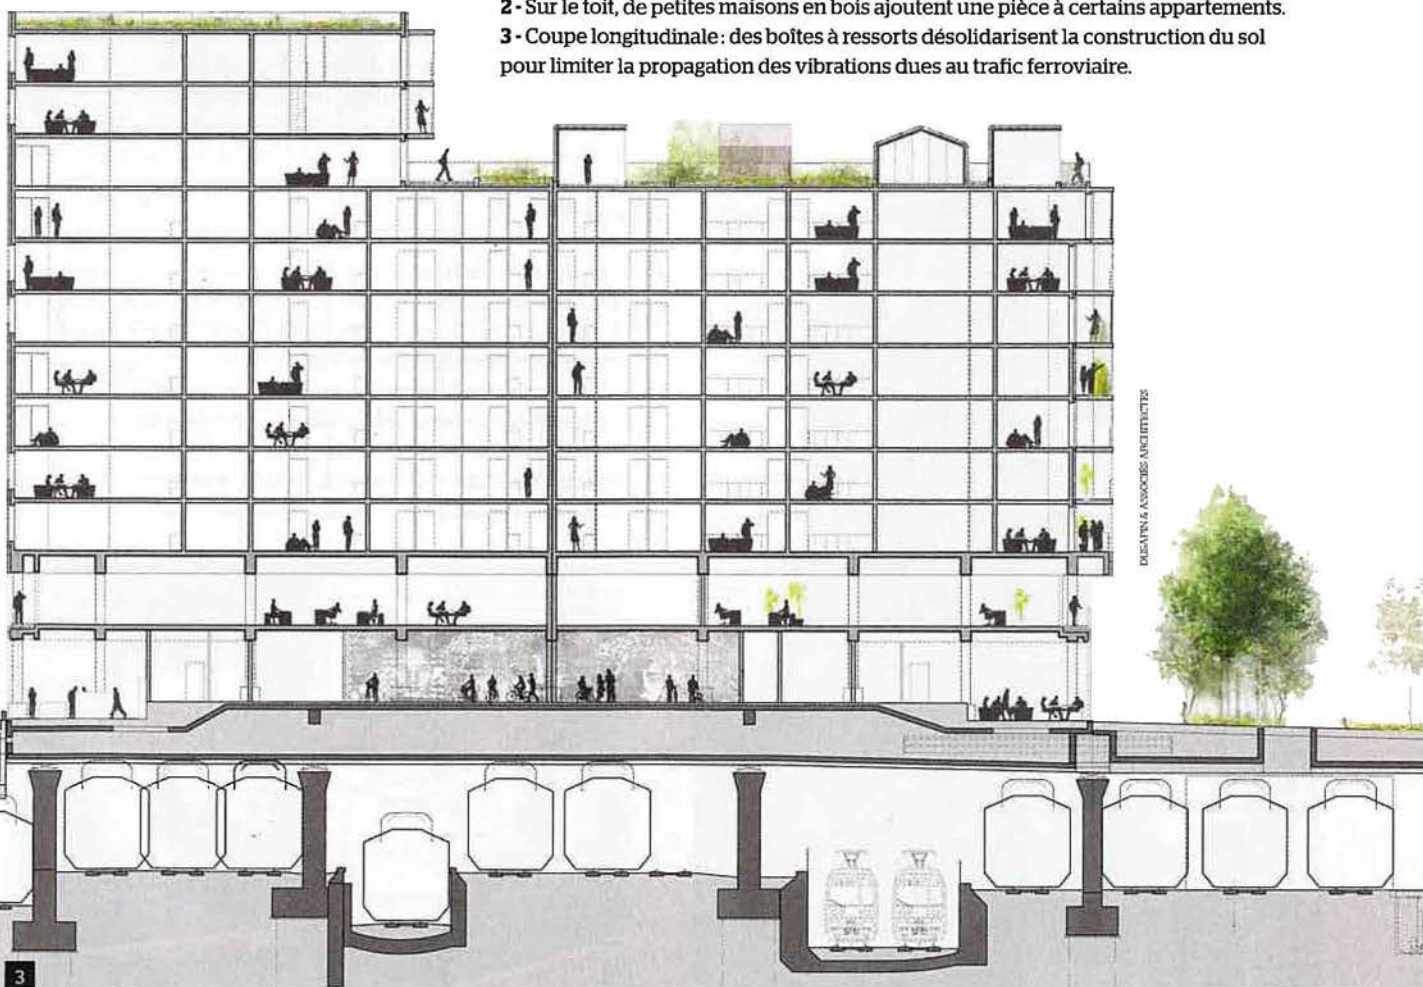 2 - Sur le toit, de petites maisons en bois ajoutent une pièce à certains appartements.
3 - Coupe longitudinale : des boîtes à ressorts désolidarisent la construction du sol
pour limiter la propagation des vibrations dues au trafic ferroviaire.
DUSAPIN & ASSOCIÉS ARCHITECTES
3